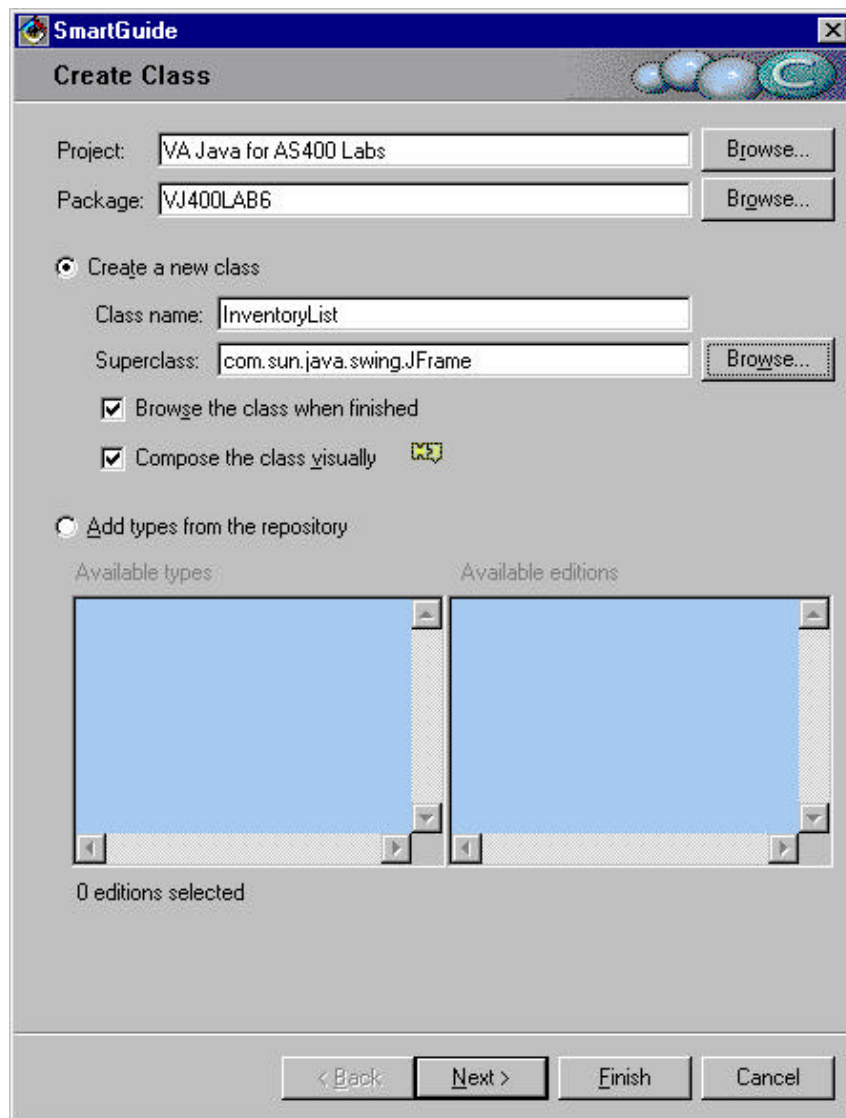 SmartGuide
Create Class
Project: VA Java for AS400 Labs Browse...
Package: VJ400LAB6 Browse...
Create a new class
Class name: InventoryList
Superclass: com.sun.java.swing.JFrame Browse...
Browse the class when finished
Compose the class visually
Add types from the repository
Available types Available editions
0 editions selected
< Back Next > Finish Cancel